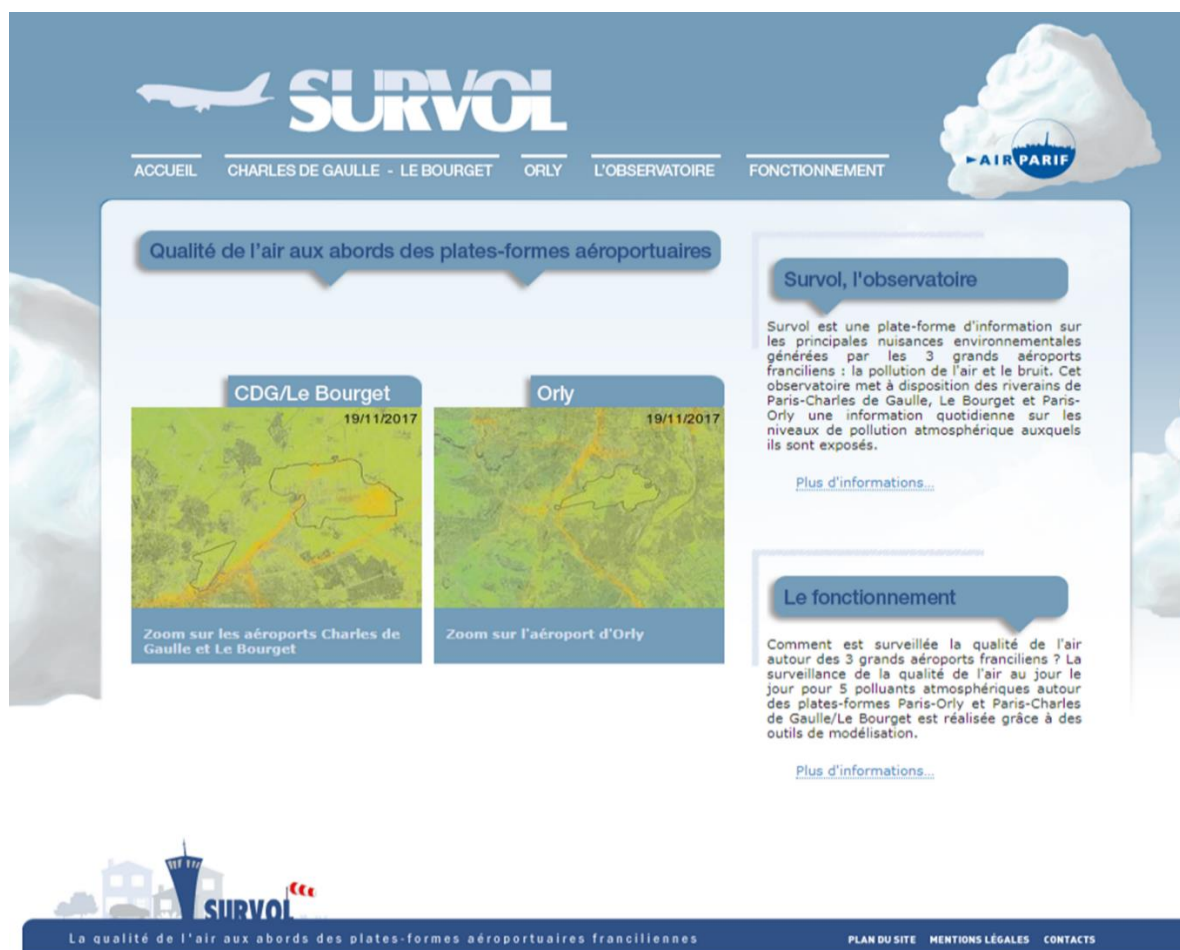 SURVOL
AIR PARIF
ACCUEIL CHARLES DE GAULLE - LE BOURGET ORLY L'OBSERVATOIRE FONCTIONNEMENT
Qualité de l'air aux abords des plates-formes aéroportuaires
CDG/Le Bourget
19/11/2017
Zoom sur les aéroports Charles de
Gaulle et Le Bourget
Orly
19/11/2017
Zoom sur l'aéroport d'Orly
Survol, l'observatoire
Survol est une plate-forme d'information sur
les principales nuisances environnementales
générées par les 3 grands aéroports
franciliens : la pollution de l'air et le bruit. Cet
observatoire met à disposition des riverains de
Paris-Charles de Gaulle, Le Bourget et Paris-
Orly une information quotidienne sur les
niveaux de pollution atmosphérique auxquels
ils sont exposés.
Plus d'informations...
Le fonctionnement
Comment est surveillée la qualité de l'air
autour des 3 grands aéroports franciliens ? La
surveillance de la qualité de l'air au jour le
jour pour 5 polluants atmosphériques autour
des plates-formes Paris-Orly et Paris-Charles
de Gaulle/Le Bourget est réalisée grâce à des
outils de modélisation.
Plus d'informations...
SURVOL
La qualité de l'air aux abords des plates-formes aéroportuaires franciliennes
PLAN DU SITE MENTIONS LÉGALES CONTACTS